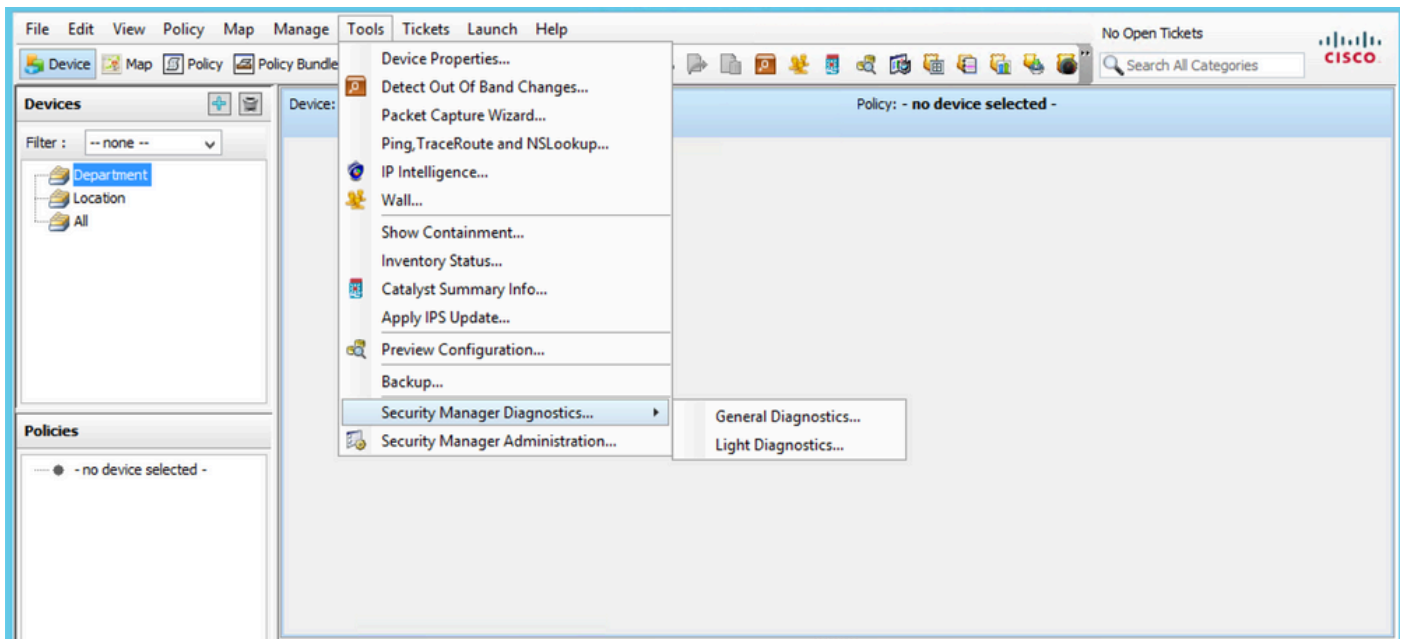 File Edit View Policy Map Manage Tools Tickets Launch Help
No Open Tickets
Device Map Policy Policy Bundle
Search All Categories
CISCO
Devices
Filter : -- none --
Department
Location
All
Policies
- no device selected -
Device:
Policy: - no device selected -
Device Properties...
Detect Out Of Band Changes...
Packet Capture Wizard...
Ping,TraceRoute and NSLookup...
IP Intelligence...
Wall...
Show Containment...
Inventory Status...
Catalyst Summary Info...
Apply IPS Update...
Preview Configuration...
Backup...
Security Manager Diagnostics...
Security Manager Administration...
General Diagnostics...
Light Diagnostics...